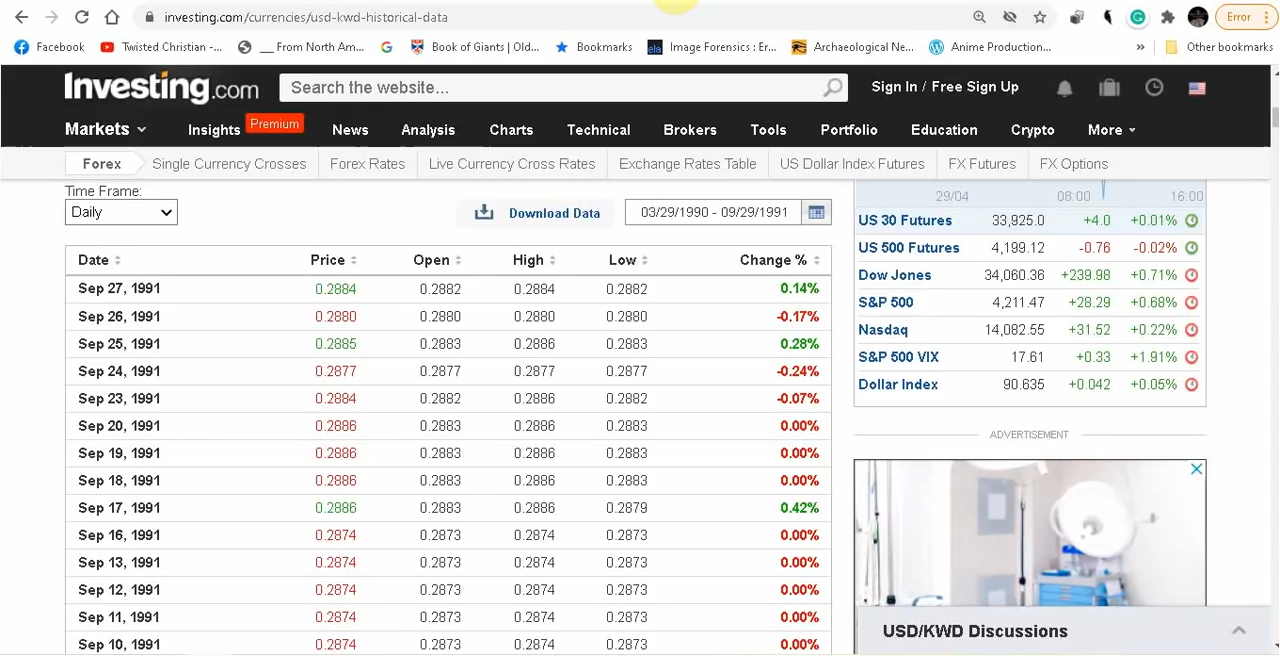 investing.com/currencies/usd-kwd-historical-data
Error
Facebook
Twisted Christian -...
__ From North Am...
Book of Giants | Old...
Bookmarks
ela
Image Forensics : Er...
Archaeological Ne...
Anime Production...
»
Other bookmarks
Investing.com
Search the website...
Sign In / Free Sign Up
Markets
Insights
Premium
News
Analysis
Charts
Technical
Brokers
Tools
Portfolio
Education
Crypto
More
Forex
Single Currency Crosses
Forex Rates
Live Currency Cross Rates
Exchange Rates Table
US Dollar Index Futures
FX Futures
FX Options
Time Frame:
Daily
Download Data
03/29/1990 - 09/29/1991
Date Price Open High Low Change %
Sep 27, 1991 0.2884 0.2882 0.2884 0.2882 0.14%
Sep 26, 1991 0.2880 0.2880 0.2880 0.2880 -0.17%
Sep 25, 1991 0.2885 0.2883 0.2886 0.2883 0.28%
Sep 24, 1991 0.2877 0.2877 0.2877 0.2877 -0.24%
Sep 23, 1991 0.2884 0.2882 0.2886 0.2882 -0.07%
Sep 20, 1991 0.2886 0.2883 0.2886 0.2883 0.00%
Sep 19, 1991 0.2886 0.2883 0.2886 0.2883 0.00%
Sep 18, 1991 0.2886 0.2883 0.2886 0.2883 0.00%
Sep 17, 1991 0.2886 0.2883 0.2886 0.2879 0.42%
Sep 16, 1991 0.2874 0.2873 0.2874 0.2873 0.00%
Sep 13, 1991 0.2874 0.2873 0.2874 0.2873 0.00%
Sep 12, 1991 0.2874 0.2873 0.2874 0.2873 0.00%
Sep 11, 1991 0.2874 0.2873 0.2874 0.2873 0.00%
Sep 10, 1991 0.2874 0.2873 0.2874 0.2873 0.00%
29/04 08:00 16:00
US 30 Futures 33,925.0 +4.0 +0.01%
US 500 Futures 4,199.12 -0.76 -0.02%
Dow Jones 34,060.36 +239.98 +0.71%
S&P 500 4,211.47 +28.29 +0.68%
Nasdaq 14,082.55 +31.52 +0.22%
S&P 500 VIX 17.61 +0.33 +1.91%
Dollar Index 90.635 +0.042 +0.05%
ADVERTISEMENT
USD/KWD Discussions